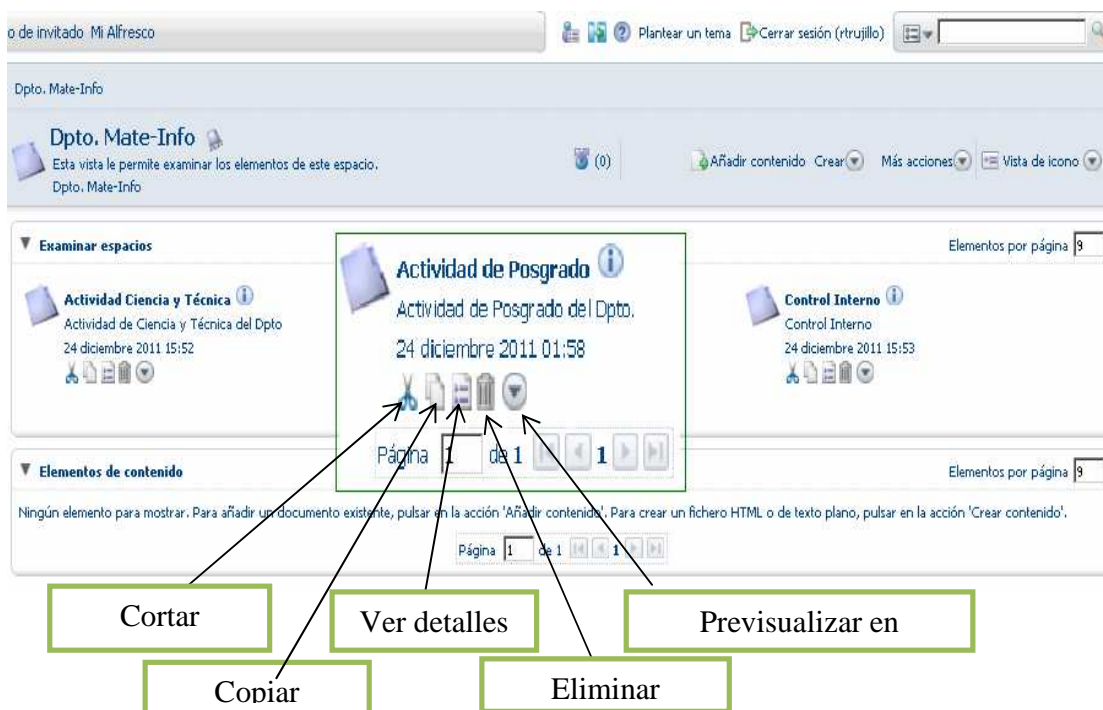 o de invitado Mi Alfresco
Plantear un tema Cerrar sesión (rtrujillo)
Dpto. Mate-Info
Dpto. Mate-Info
Esta vista le permite examinar los elementos de este espacio.
Dpto. Mate-Info
(0)
Añadir contenido Crear Más acciones Vista de icono
Examinar espacios
Elementos por página 9
Actividad Ciencia y Técnica
Actividad de Ciencia y Técnica del Dpto
24 diciembre 2011 15:52
Actividad de Posgrado
Actividad de Posgrado del Dpto.
24 diciembre 2011 01:58
Página 1 de 1 1
Control Interno
Control Interno
24 diciembre 2011 15:53
Elementos de contenido
Elementos por página 9
Ningún elemento para mostrar. Para añadir un documento existente, pulsar en la acción 'Añadir contenido'. Para crear un fichero HTML o de texto plano, pulsar en la acción 'Crear contenido'.
Página 1 de 1 1
Cortar
Ver detalles
Previsualizar en
Copiar
Eliminar